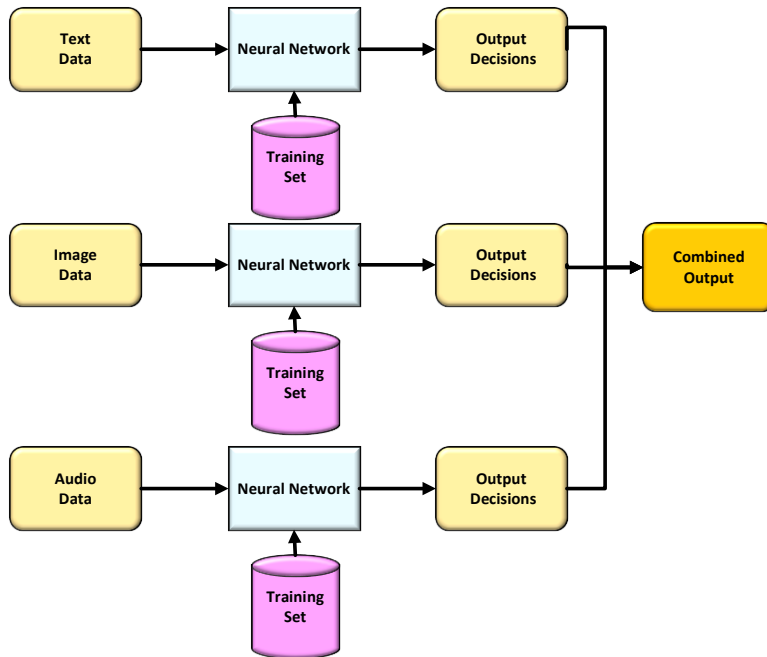 Text
Data
Neural Network
Output
Decisions
Training
Set
Image
Data
Neural Network
Output
Decisions
Combined
Output
Training
Set
Audio
Data
Neural Network
Output
Decisions
Training
Set